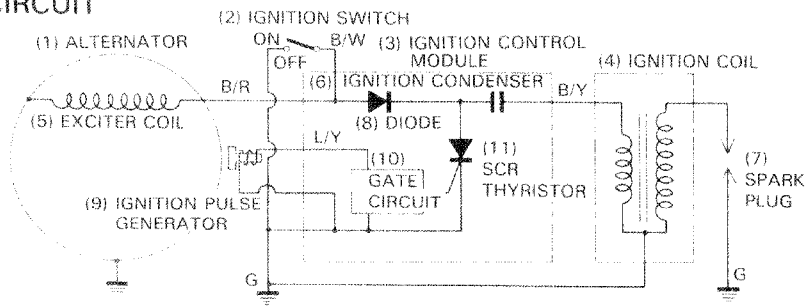 CIRCUIT
(2) IGNITION SWITCH
(1) ALTERNATOR
ON
B/W
(3) IGNITION CONTROL
MODULE
OFF
(4) IGNITION COIL
B/R
(6) IGNITION CONDENSER
B/Y
(5) EXCITER COIL
(8) DIODE
L/Y
(10)
GATE
CIRCUIT
(11)
SCR
THYRISTOR
(7)
SPARK
PLUG
(9) IGNITION PULSE
GENERATOR
G
G